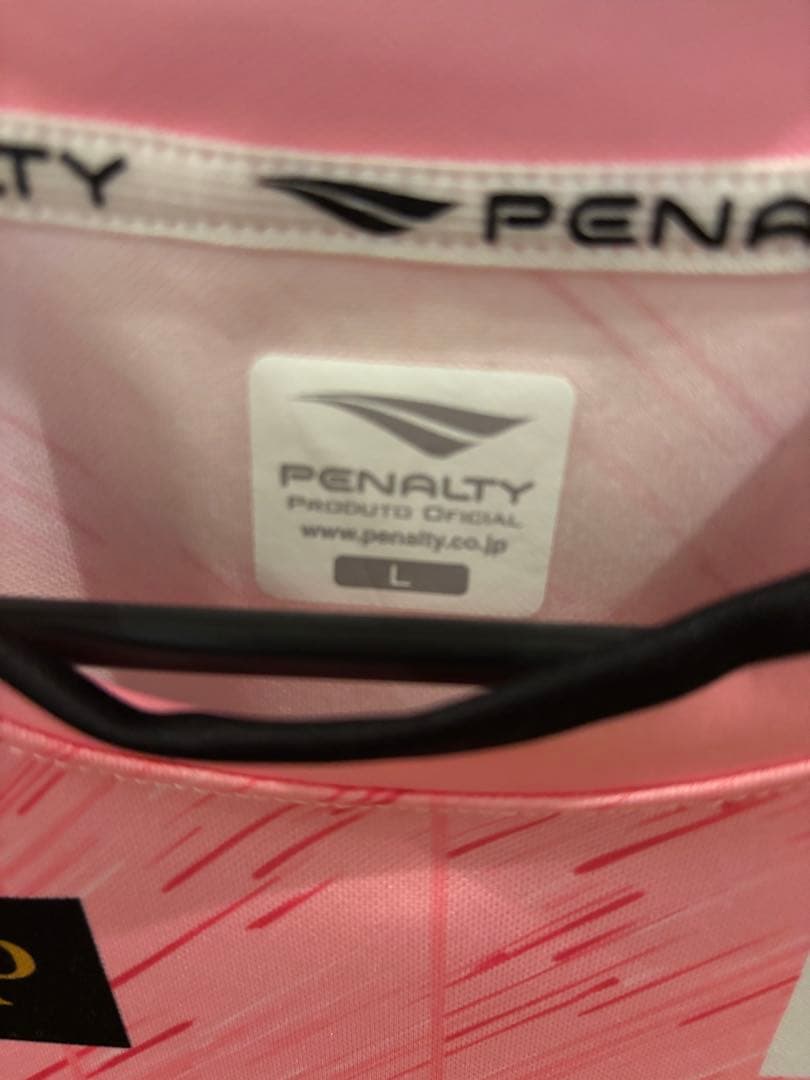 LTY PENA
PENALTY
PRODUTO OFICIAL
www.penalty.co.jp
L